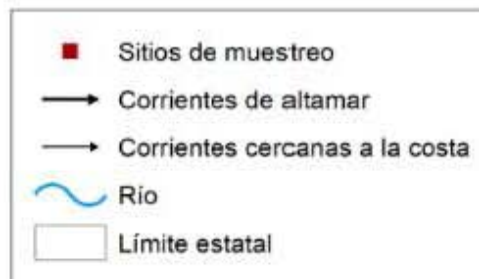 Sitios de muestreo
Corrientes de altamar
Corrientes cercanas a la costa
Río
Límite estatal